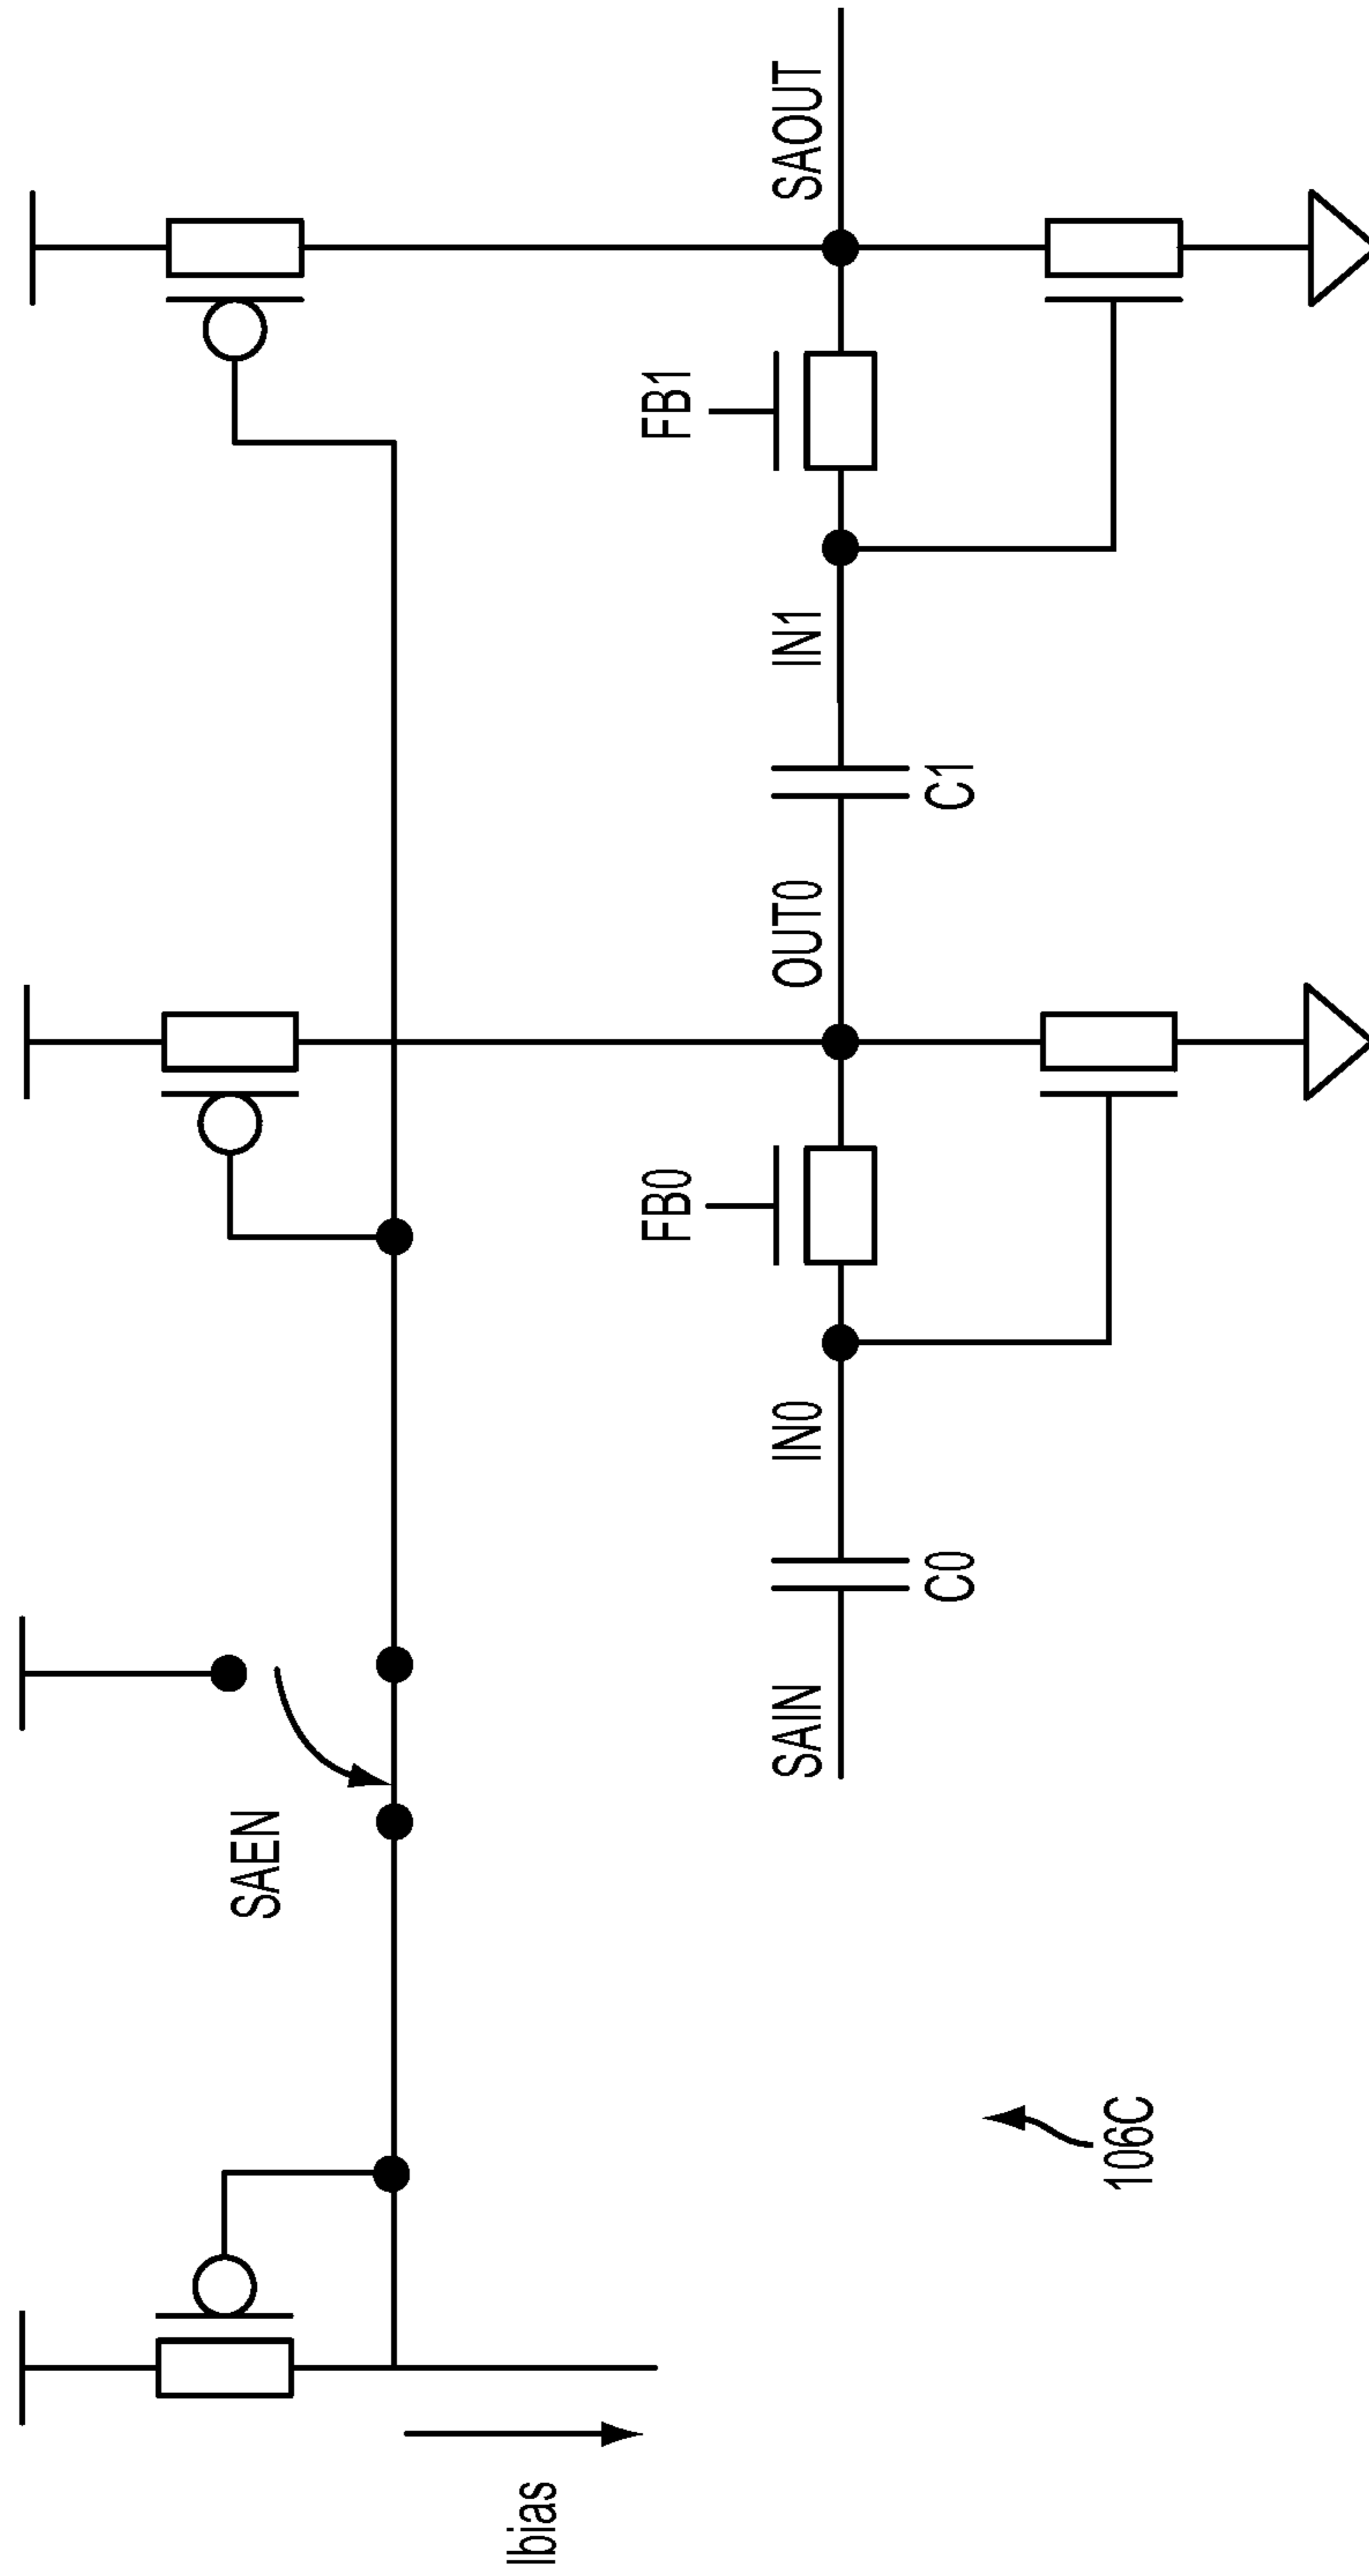 Ibias
SAEN
SAIN
C0
IN0
FB0
OUT0
C1
IN1
FB1
SAOUT
106C